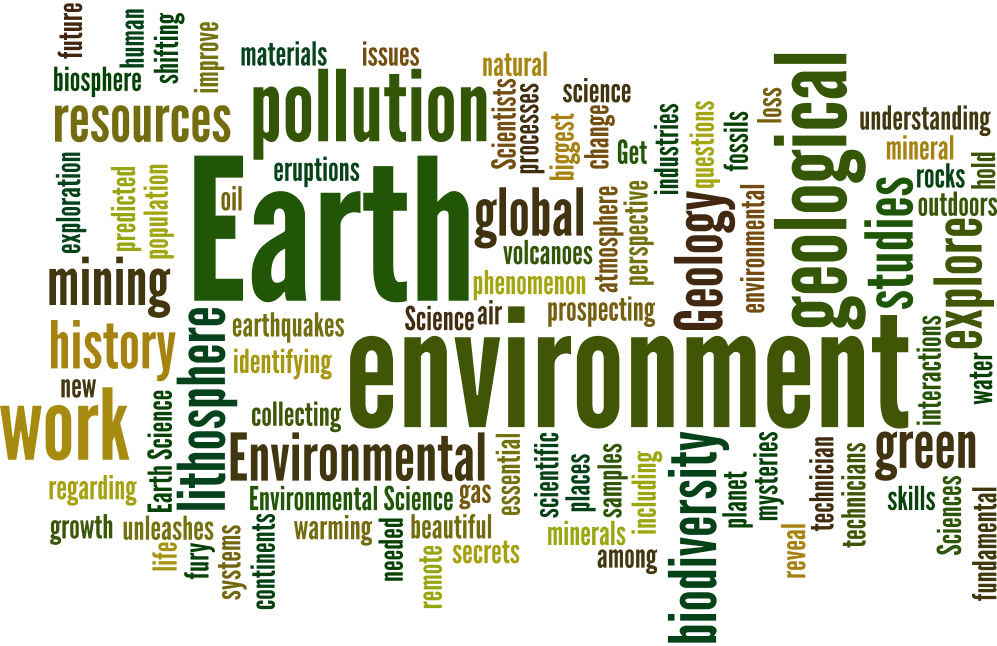 future
human
shifting
improve
biosphere
materials
issues
natural
resources
pollution
Scientists
processes
science
biggest
change
Get
industries
questions
fossils
loss
geological
understanding
mineral
rocks
hold
outdoors
exploration
predicted
population
oil
eruptions
Earth
global
volcanoes
atmosphere
perspective
Geology
environmental
studies
explore
mining
phenomenon
prospecting
history
lithosphere
earthquakes
identifying
Science
air
environment
interactions
water
new
work
Earth Science
collecting
Environmental
green
regarding
Environmental Science
gas
essential
scientific
places
samples
including
biodiversity
planet
mysteries
technician
technicians
skills
Sciences
fundamental
growth
unleashes
life
fury
systems
continents
warming
needed
beautiful
remote
secrets
minerals
among
reveal